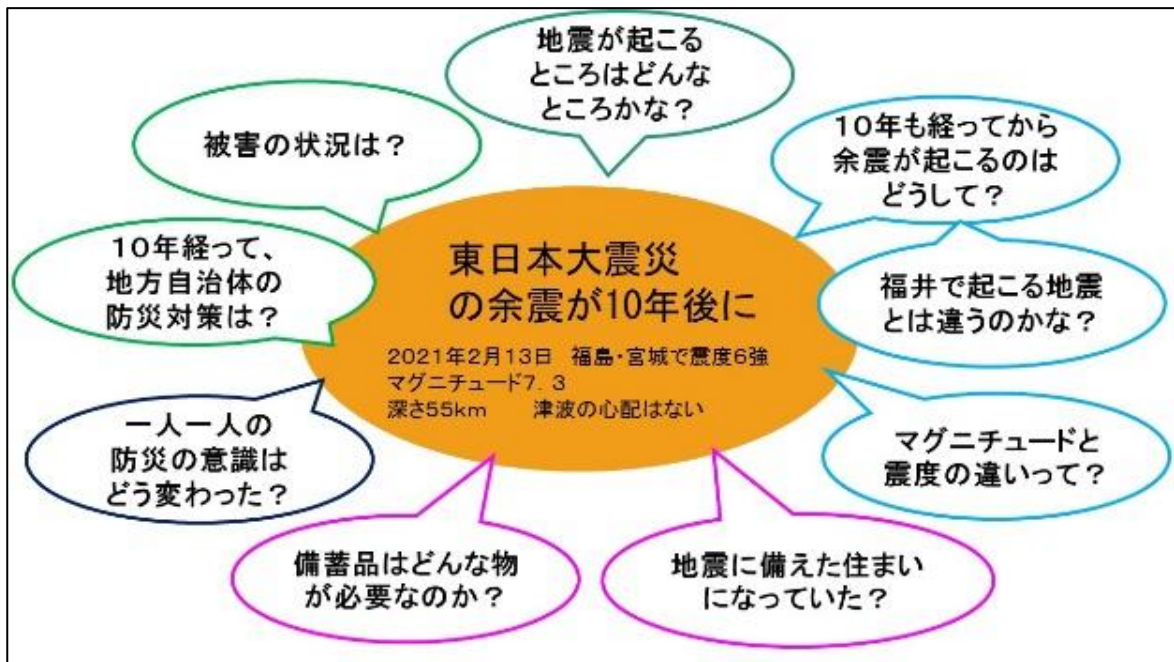 地震が起こる
ところはどんな
ところかな？
被害の状況は？
１０年も経ってから
余震が起こるのは
どうして？
１０年経って、
地方自治体の
防災対策は？
東日本大震災
の余震が10年後に
2021年2月13日　福島・宮城で震度6強
マグニチュード7．3
深さ55km　　津波の心配はない
福井で起こる地震
とは違うのかな？
一人一人の
防災の意識は
どう変わった？
マグニチュードと
震度の違いって？
備蓄品はどんな物
が必要なのか？
地震に備えた住まい
になっていた？